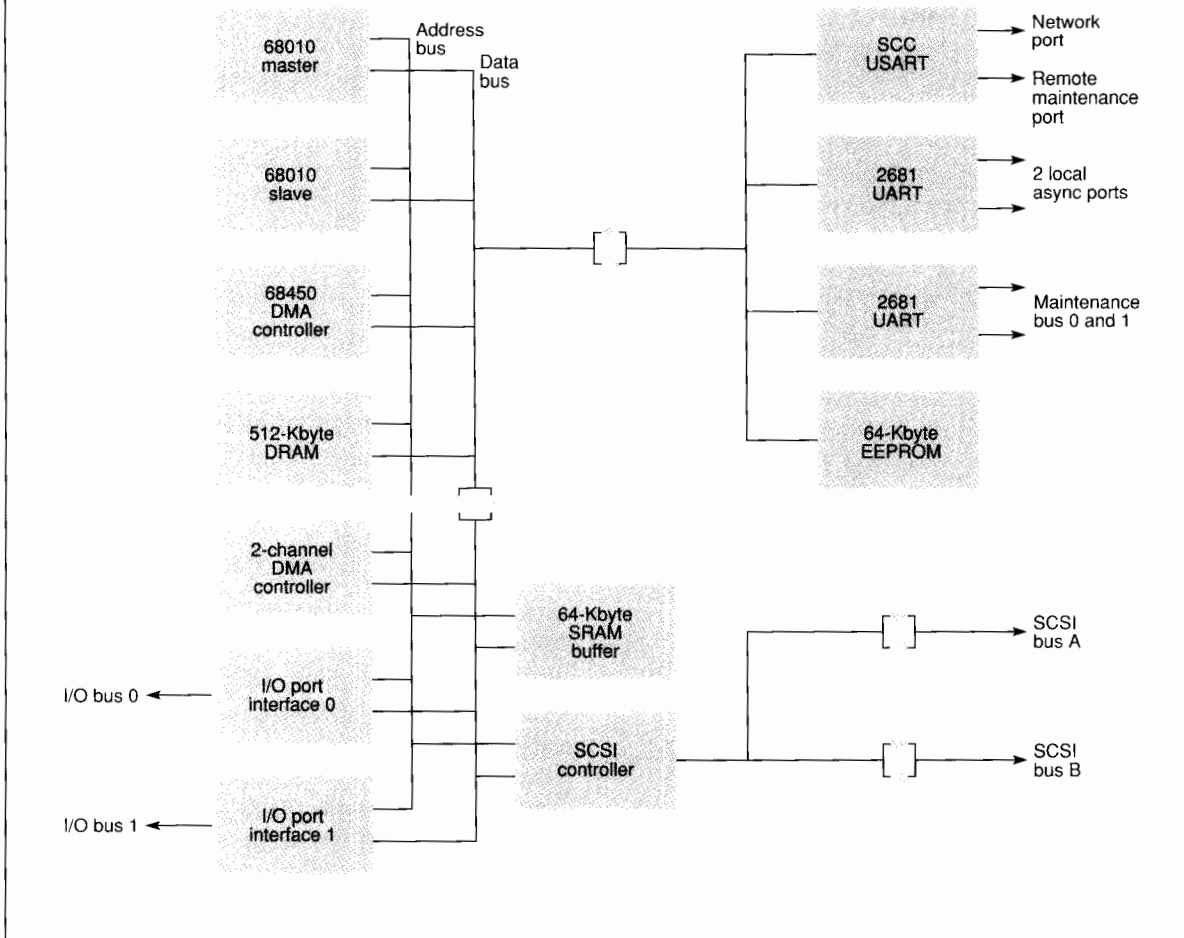 68010
master
Address
bus
Data
bus
68010
slave
68450
DMA
controller
512-Kbyte
DRAM
2-channel
DMA
controller
I/O port
interface 0
I/O bus 0
I/O port
interface 1
I/O bus 1
64-Kbyte
SRAM
buffer
SCSI
controller
SCC
USART
Network
port
Remote
maintenance
port
2681
UART
2 local
async ports
2681
UART
Maintenance
bus 0 and 1
64-Kbyte
EEPROM
SCSI
bus A
SCSI
bus B